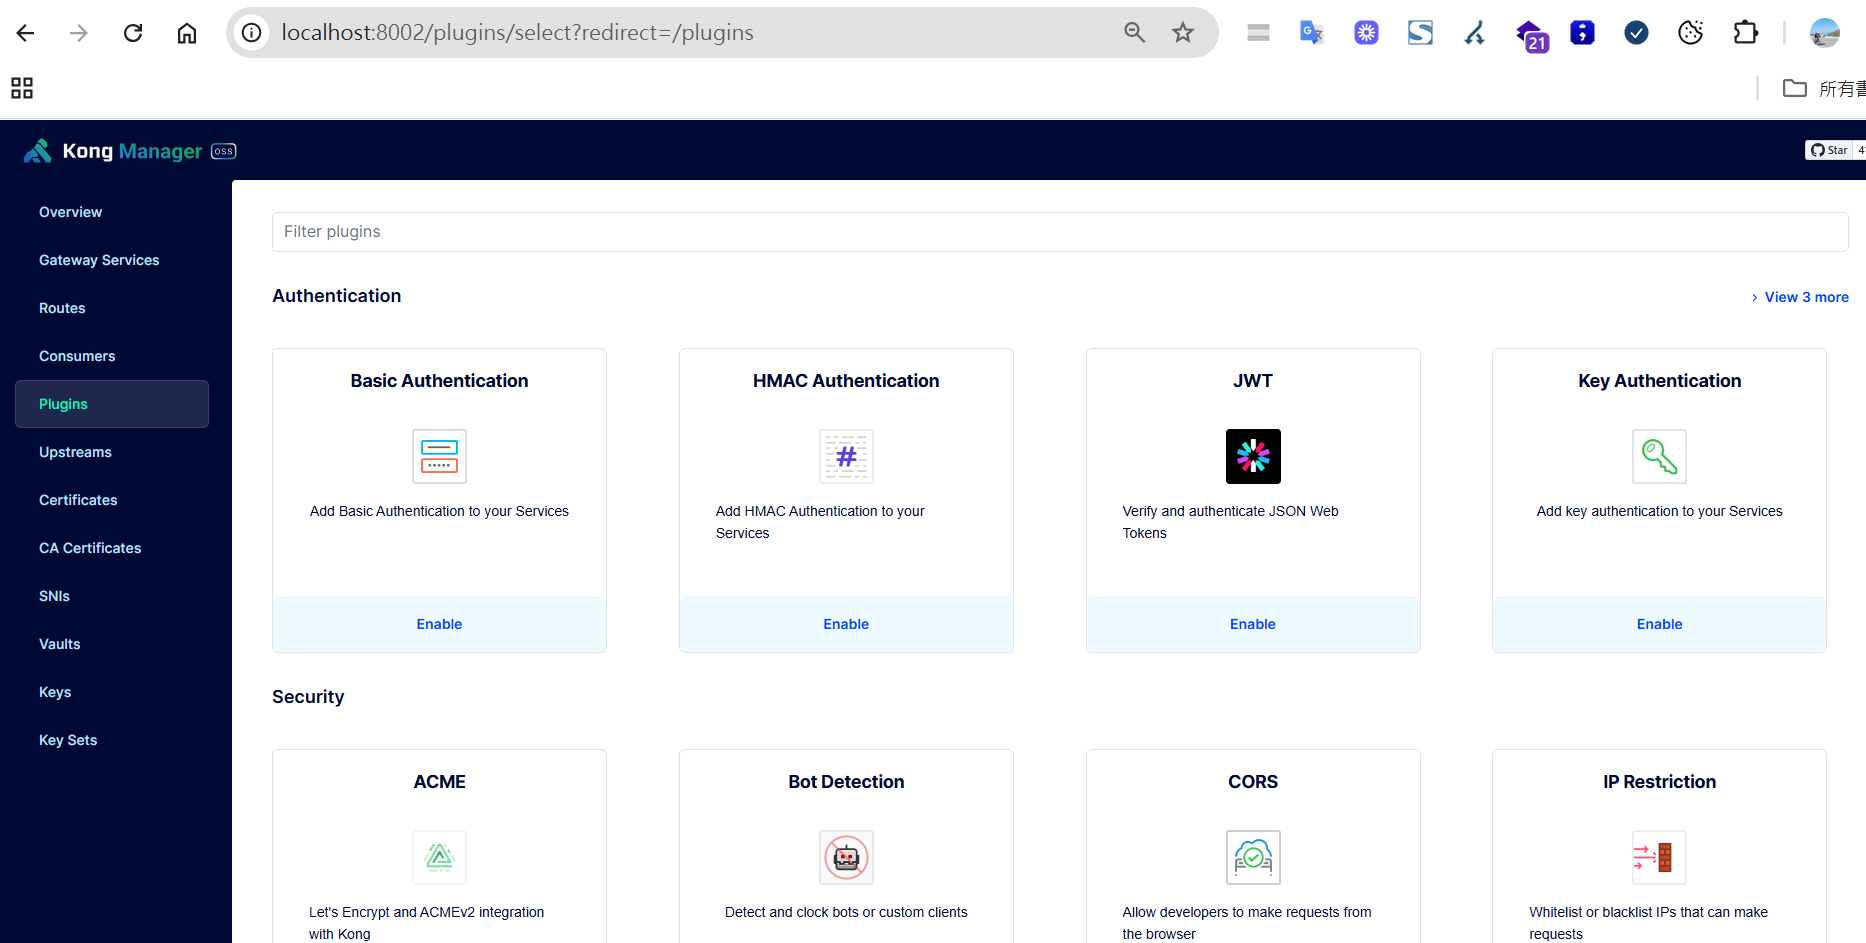 localhost:8002/plugins/select?redirect=/plugins
21
所有書
Kong Manager OSS
Star
Overview
Gateway Services
Routes
Consumers
Plugins
Upstreams
Certificates
CA Certificates
SNIs
Vaults
Keys
Key Sets
Filter plugins
Authentication
View 3 more
Basic Authentication
Add Basic Authentication to your Services
Enable
HMAC Authentication
#
Add HMAC Authentication to your
Services
Enable
JWT
Verify and authenticate JSON Web
Tokens
Enable
Key Authentication
Add key authentication to your Services
Enable
Security
ACME
Let's Encrypt and ACMEv2 integration
with Kong
Bot Detection
Detect and clock bots or custom clients
CORS
Allow developers to make requests from
the browser
IP Restriction
Whitelist or blacklist IPs that can make
requests